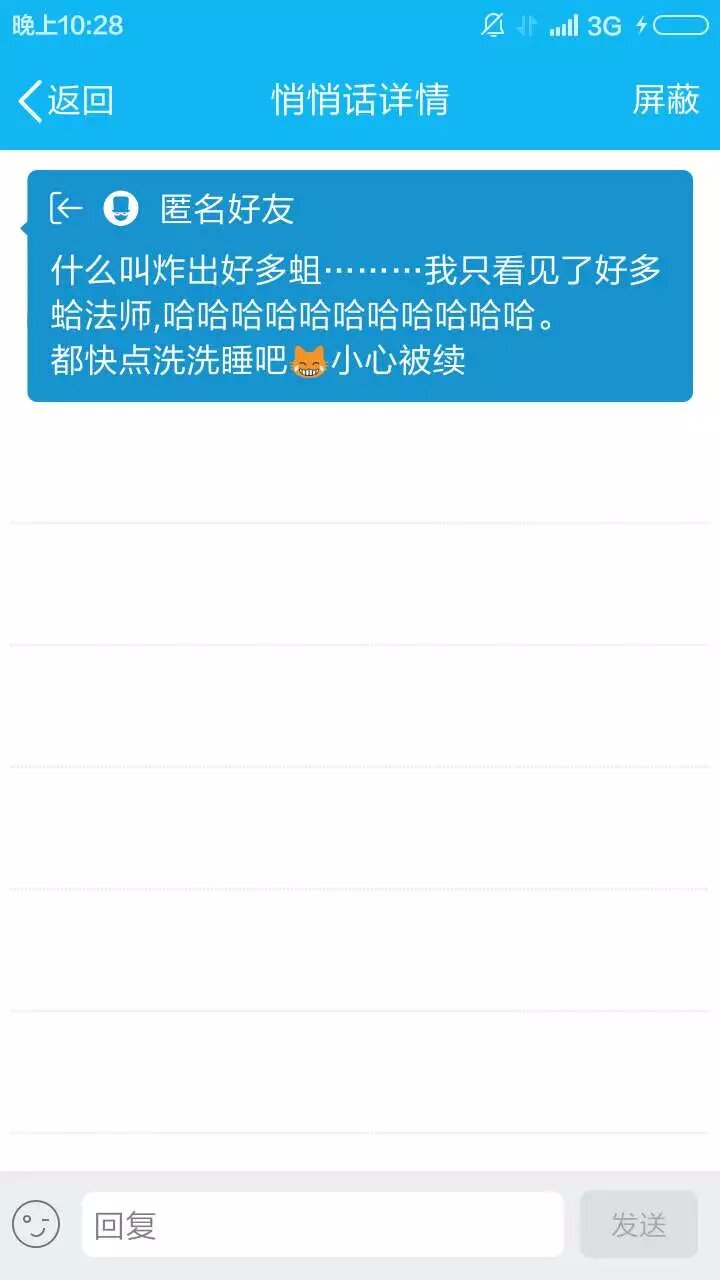 晚上10:28 3G
返回 悄悄话详情 屏蔽
匿名好友
什么叫炸出好多蛆………我只看见了好多
蛤法师,哈哈哈哈哈哈哈哈哈哈哈。
都快点洗洗睡吧😹小心被续
回复 发送